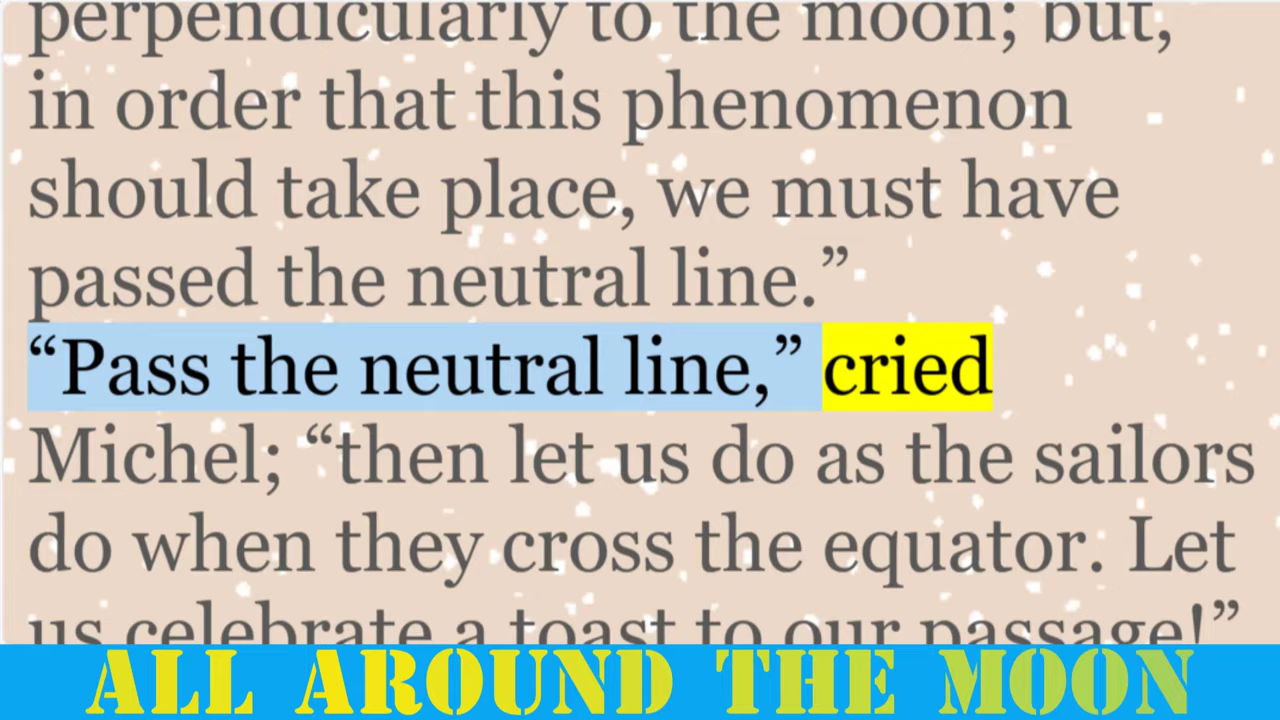 perpendicularly to the moon; but,
in order that this phenomenon
should take place, we must have
passed the neutral line.”
“Pass the neutral line,” cried
Michel; “then let us do as the sailors
do when they cross the equator. Let
us celebrate a toast to our passage!”
ALL AROUND THE MOON